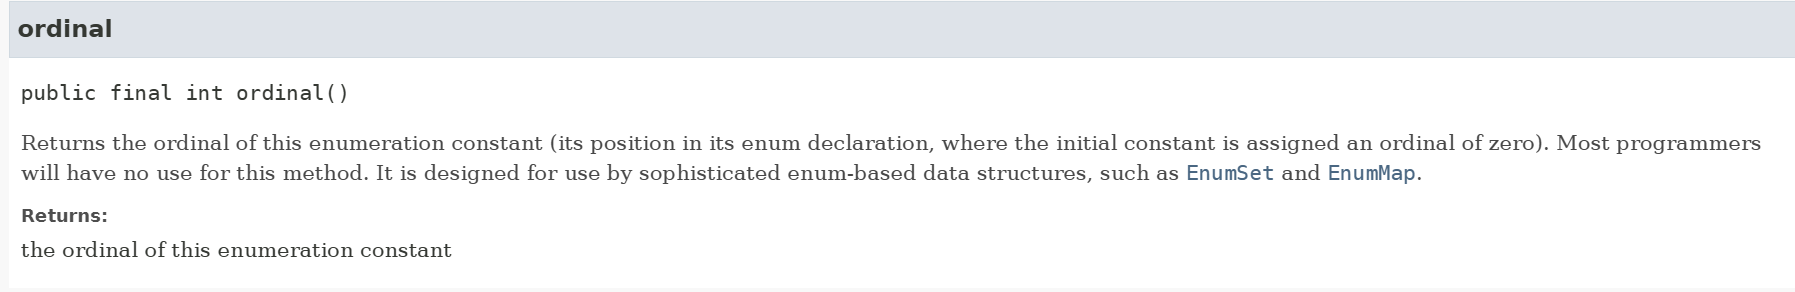 ordinal
public final int ordinal()
Returns the ordinal of this enumeration constant (its position in its enum declaration, where the initial constant is assigned an ordinal of zero). Most programmers
will have no use for this method. It is designed for use by sophisticated enum-based data structures, such as EnumSet and EnumMap.
Returns:
the ordinal of this enumeration constant